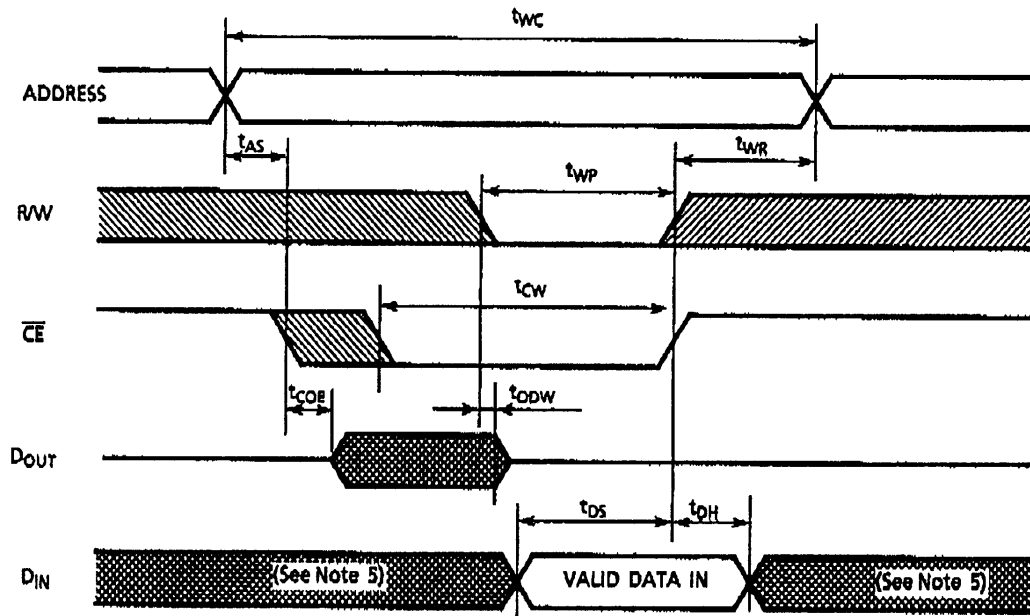 tWC
ADDRESS
tAS
tWR
tWP
R/W
tCW
CE
tCOE
tODW
DOUT
tDS
tDH
DIN
(See Note 5)
VALID DATA IN
(See Note 5)